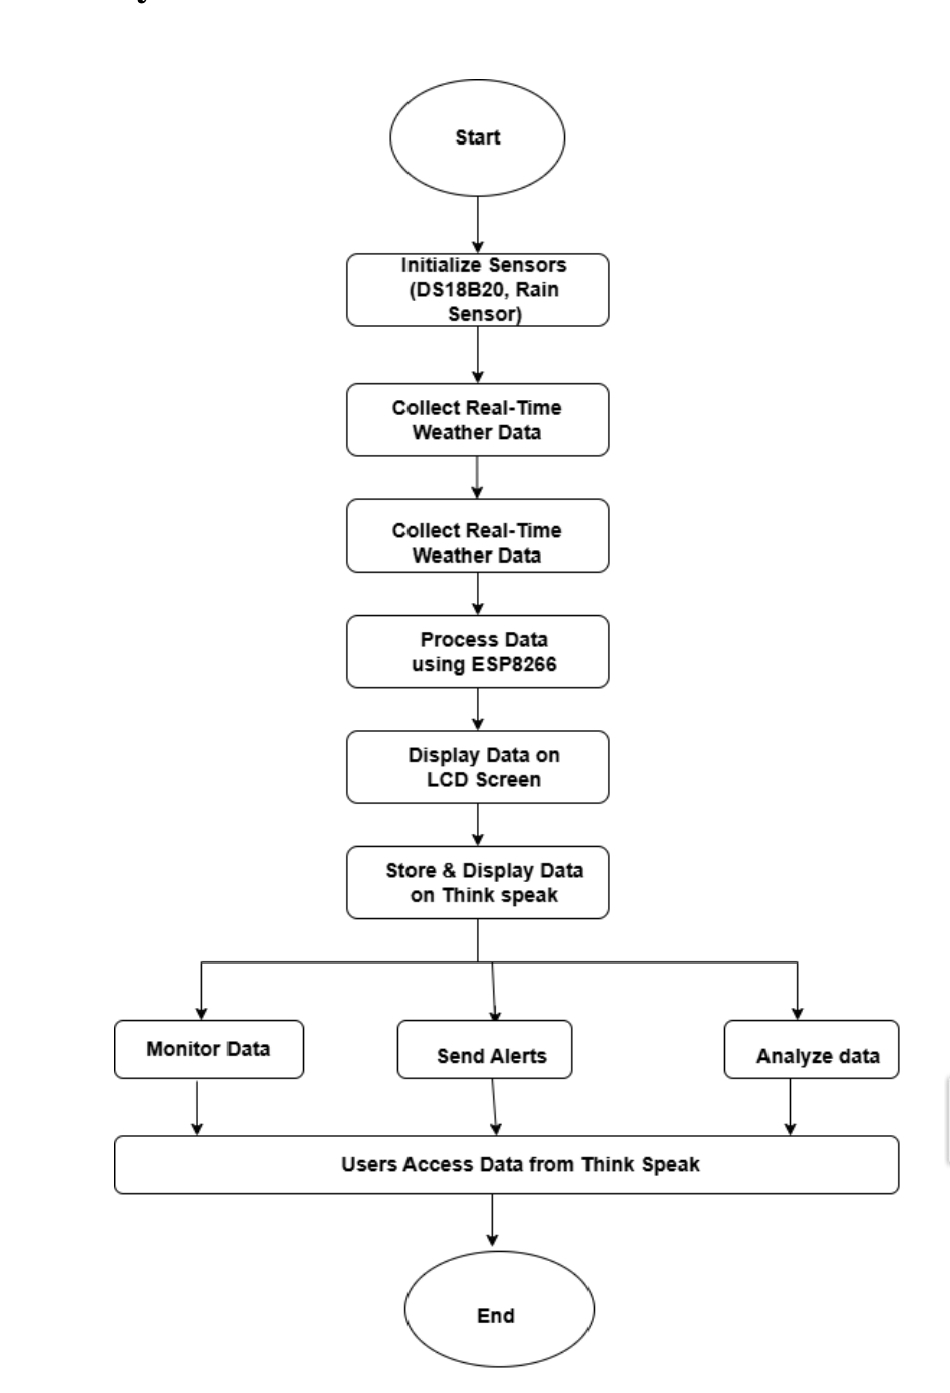 Start
Initialize Sensors
(DS18B20, Rain
Sensor)
Collect Real-Time
Weather Data
Collect Real-Time
Weather Data
Process Data
using ESP8266
Display Data on
LCD Screen
Store & Display Data
on Think speak
Monitor Data
Send Alerts
Analyze data
Users Access Data from Think Speak
End